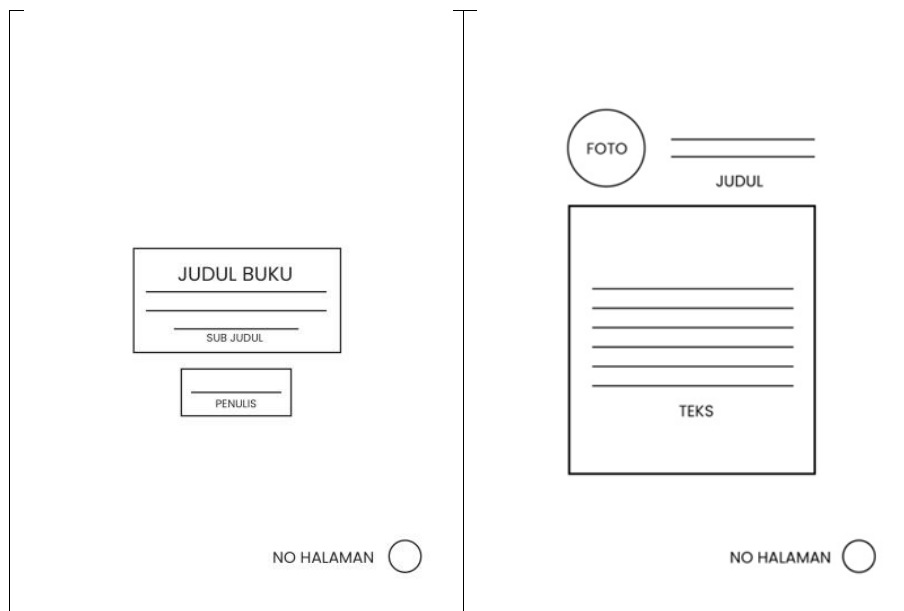 JUDUL BUKU
SUB JUDUL
PENULIS
NO HALAMAN
FOTO
JUDUL
TEKS
NO HALAMAN